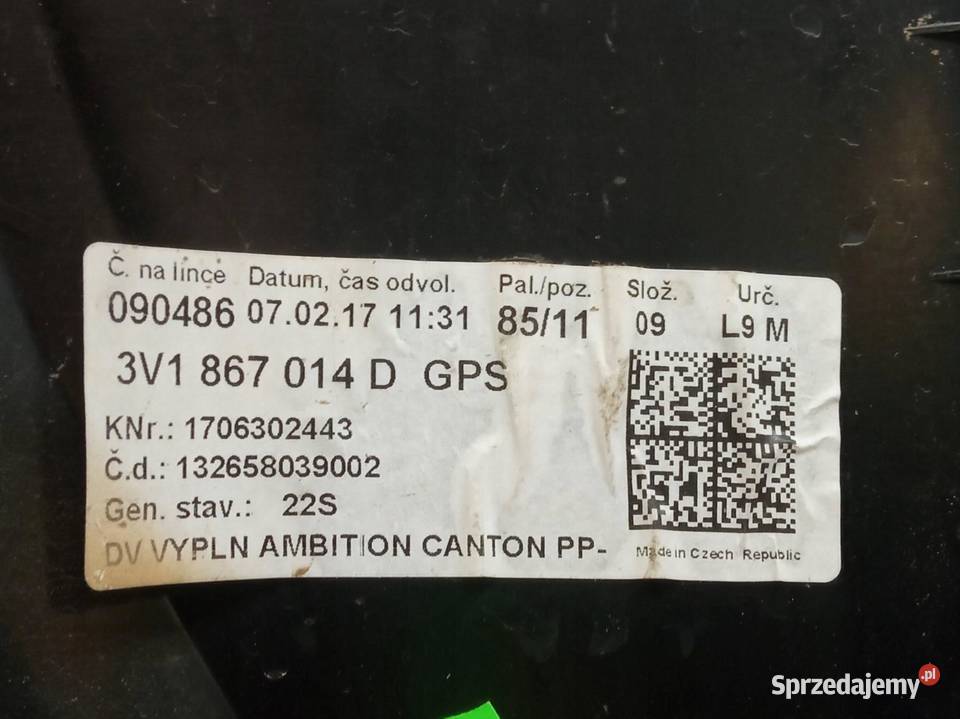 Č. na lince Datum, čas odvol. Pal./poz. Slož. Urč.
090486 07.02.17 11:31 85/11 09 L9 M
3V1 867 014 D GPS
KNr.: 1706302443
Č.d.: 132658039002
Gen. stav.: 22S
DV VYPLN AMBITION CANTON PP-
Made in Czech Republic
Sprzedajemy.pl